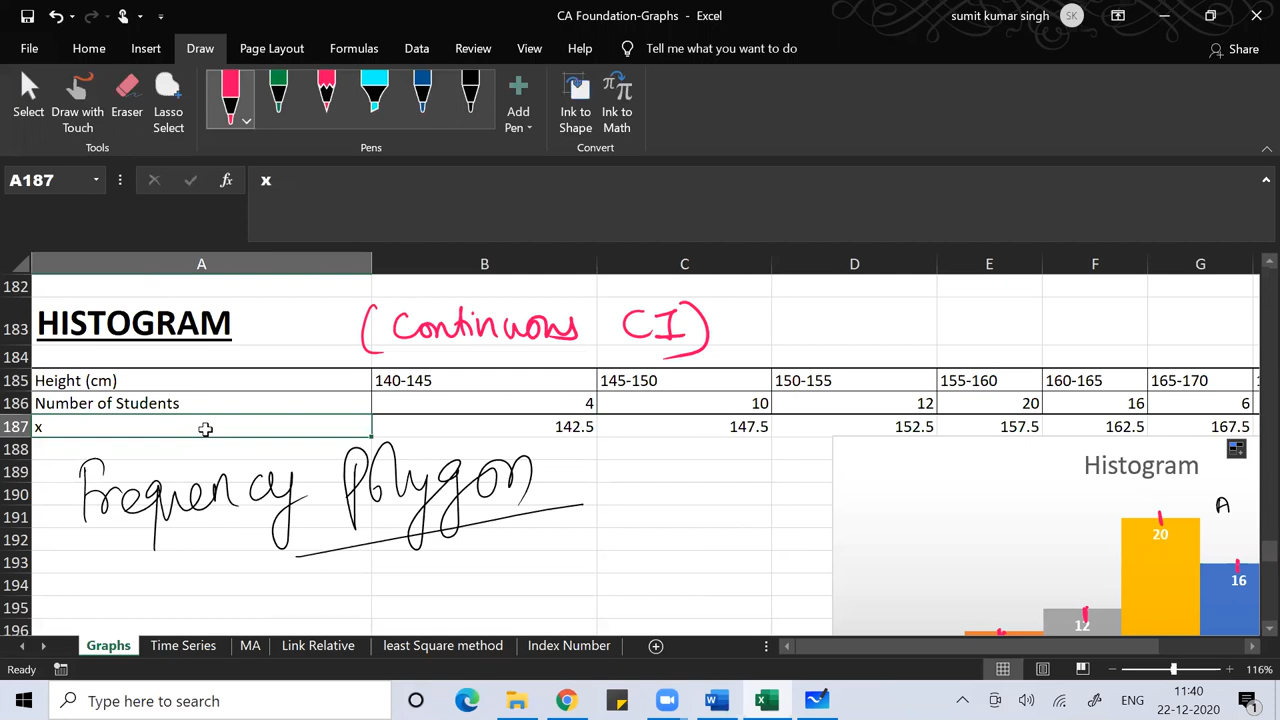 CA Foundation-Graphs - Excel
sumit kumar singh
SK
File Home Insert Draw Page Layout Formulas Data Review View Help Tell me what you want to do Share
Select Draw with Touch Eraser Lasso Select Add Pen Ink to Shape Ink to Math
Tools Pens Convert
A187 fx x
A B C D E F G
182
183 HISTOGRAM (Continuous CI)
184
185 Height (cm) 140-145 145-150 150-155 155-160 160-165 165-170
186 Number of Students 4 10 12 20 16 6
187 x 142.5 147.5 152.5 157.5 162.5 167.5
188
189 Frequency Polygon Histogram
190
191 A
192 20
193
194 16
195
196 12
Graphs Time Series MA Link Relative least Square method Index Number
Ready 116%
Type here to search ENG 11:40
22-12-2020 1